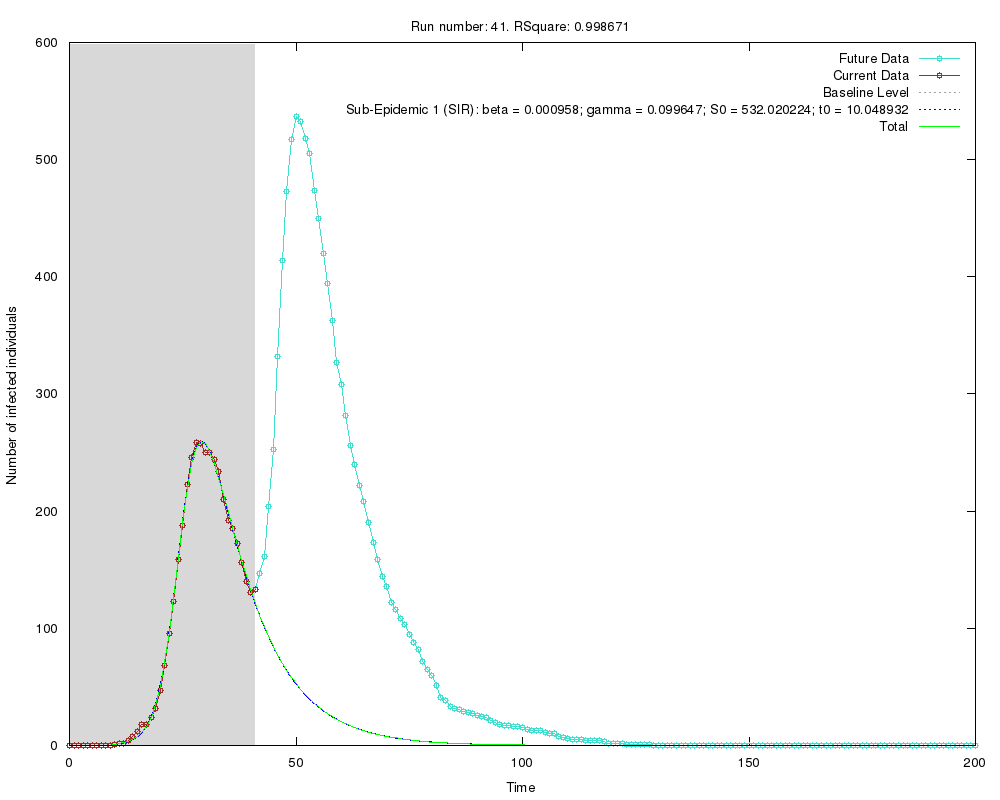 Run number: 41. RSquare: 0.998671
600
500
400
300
200
100
0
Number of infected individuals
Future Data
Current Data
Baseline Level
Sub-Epidemic 1 (SIR): beta = 0.000958; gamma = 0.099647; S0 = 532.020224; t0 = 10.048932
Total
0 50 100 150 200
Time